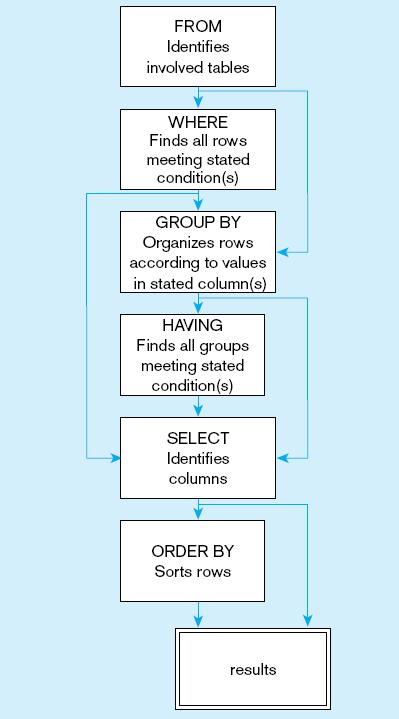 FROM
Identifies
involved tables
WHERE
Finds all rows
meeting stated
condition(s)
GROUP BY
Organizes rows
according to values
in stated column(s)
HAVING
Finds all groups
meeting stated
condition(s)
SELECT
Identifies
columns
ORDER BY
Sorts rows
results